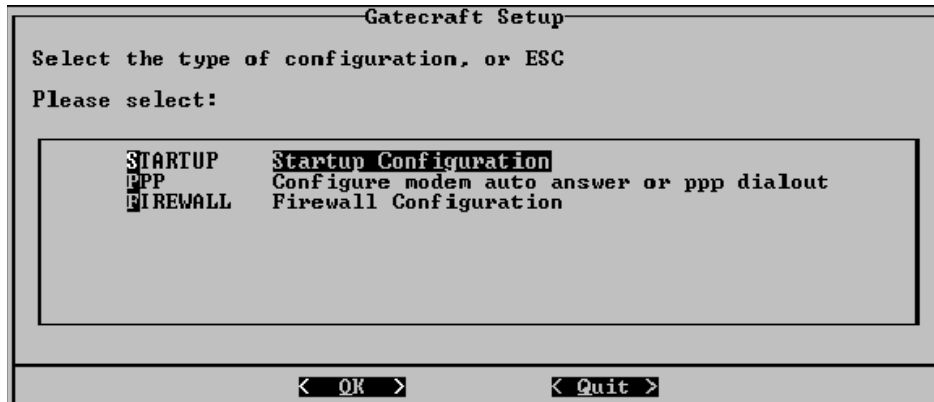 Gatecraft Setup
Select the type of configuration, or ESC
Please select:
STARTUP Startup Configuration
PPP Configure modem auto answer or ppp dialout
FIREWALL Firewall Configuration
< OK > < Quit >